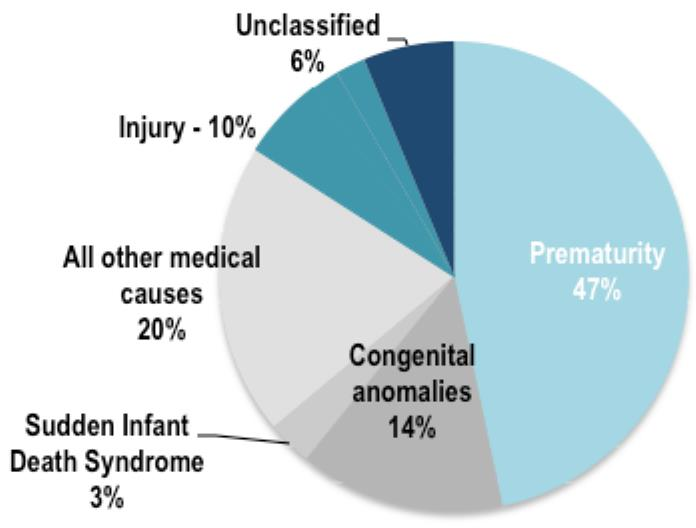 Unclassified
6%
Injury - 10%
Prematurity
47%
All other medical
causes
20%
Congenital
anomalies
14%
Sudden Infant
Death Syndrome
3%